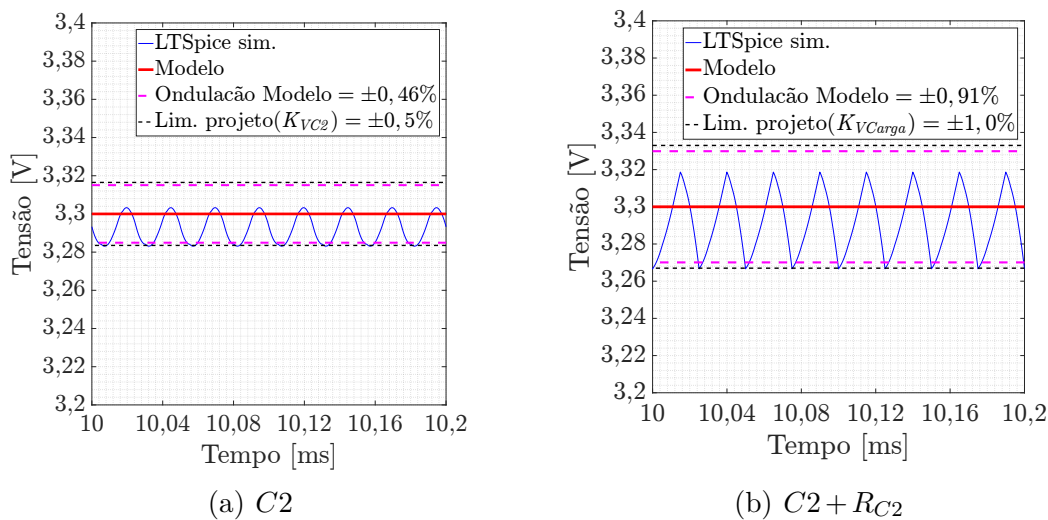 3,4
3,38
3,36
3,34
3,32
3,3
3,28
3,26
3,24
3,22
3,2
Tensão [V]
LTSpice sim.
Modelo
Ondulacão Modelo = ±0, 46%
Lim. projeto(K_VC2) = ±0, 5%
10 10,04 10,08 10,12 10,16 10,2
Tempo [ms]
(a) C2
3,4
3,38
3,36
3,34
3,32
3,3
3,28
3,26
3,24
3,22
3,2
Tensão [V]
LTSpice sim.
Modelo
Ondulacão Modelo = ±0, 91%
Lim. projeto(K_VCarga) = ±1, 0%
10 10,04 10,08 10,12 10,16 10,2
Tempo [ms]
(b) C2 + R_C2